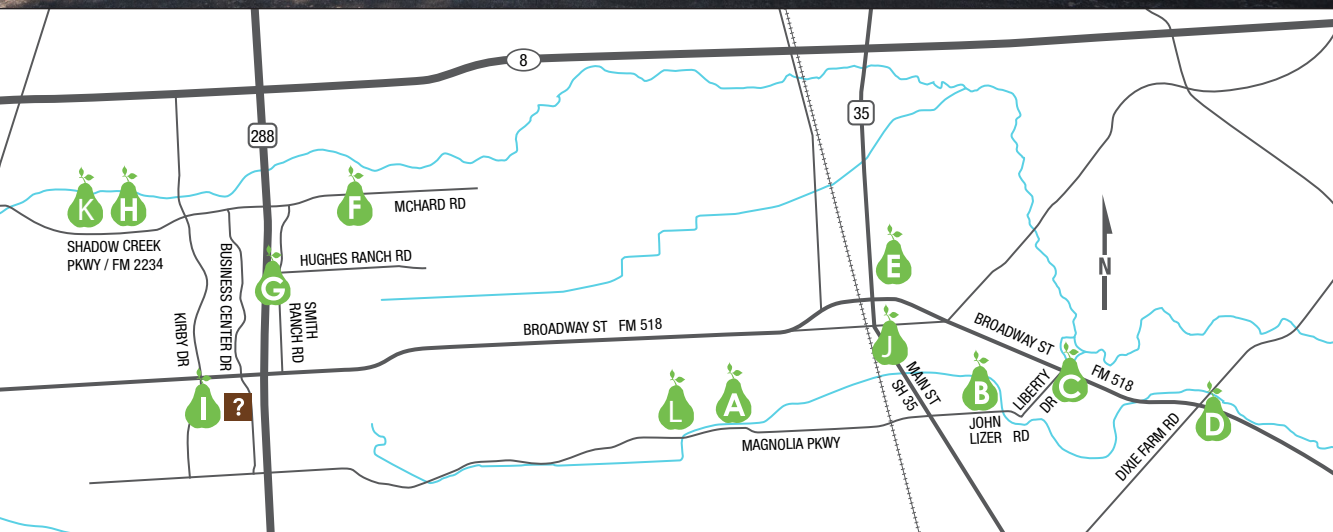 8
288
35
K
H
F
MCHARD RD
SHADOW CREEK
PKWY / FM 2234
BUSINESS CENTER DR
HUGHES RANCH RD
G
E
N
SMITH
RANCH RD
KIRBY DR
BROADWAY ST FM 518
BROADWAY ST
FM 518
J
MAIN ST
SH 35
I
?
L
A
B
LIBERTY
DR
C
D
JOHN
LIZER RD
MAGNOLIA PKWY
DIXIE FARM RD